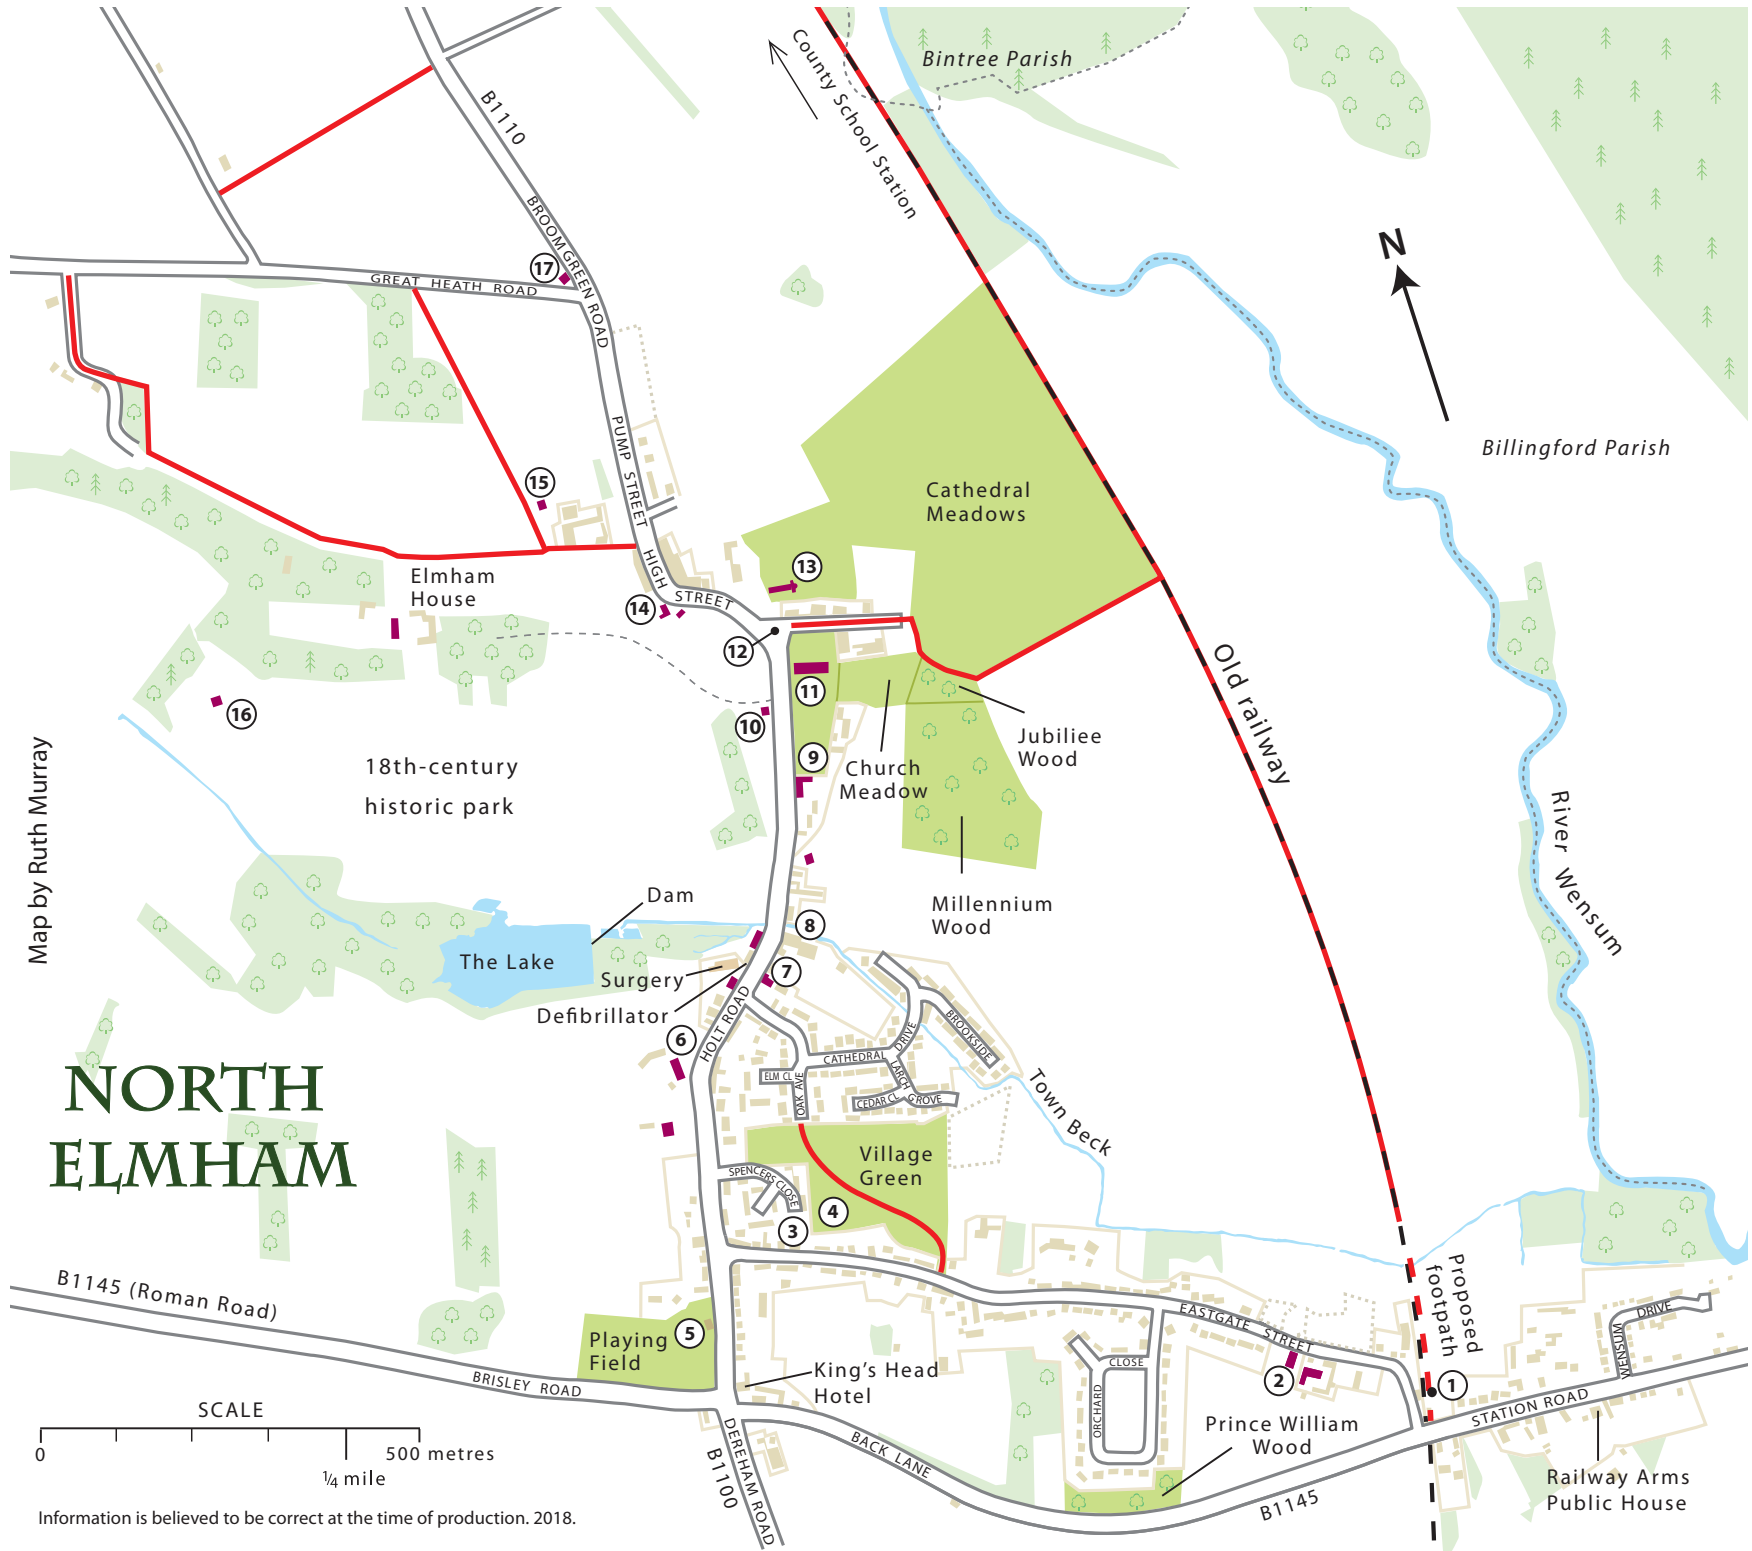 Bintree Parish
County School Station
B1110
BROOMGREEN ROAD
N
17
GREAT HEATH ROAD
PUMP STREET
Billingford Parish
15
Cathedral
Meadows
HIGH STREET
13
Elmham
House
14
12
Old railway
11
16
10
Jubiliee
Wood
9
Church
Meadow
18th-century
historic park
Map by Ruth Murray
River Wensum
Dam
Millennium
Wood
8
The Lake
Surgery
7
Defibrillator
HOLT ROAD
6
BROOKSIDE
CATHEDRAL DRIVE
ELM CL
OAK AVE
LARCH GROVE
CEDAR CL
Town Beck
NORTH
ELMHAM
Village
Green
SPENCERS CLOSE
4
3
B1145 (Roman Road)
Proposed
footpath
EASTGATE STREET
WENSUM DRIVE
Playing
Field
5
BRISLEY ROAD
King's Head
Hotel
ORCHARD CLOSE
2
1
STATION ROAD
SCALE
0
500 metres
1/4 mile
DEREHAM ROAD
B1100
BACK LANE
Prince William
Wood
B1145
Railway Arms
Public House
Information is believed to be correct at the time of production. 2018.